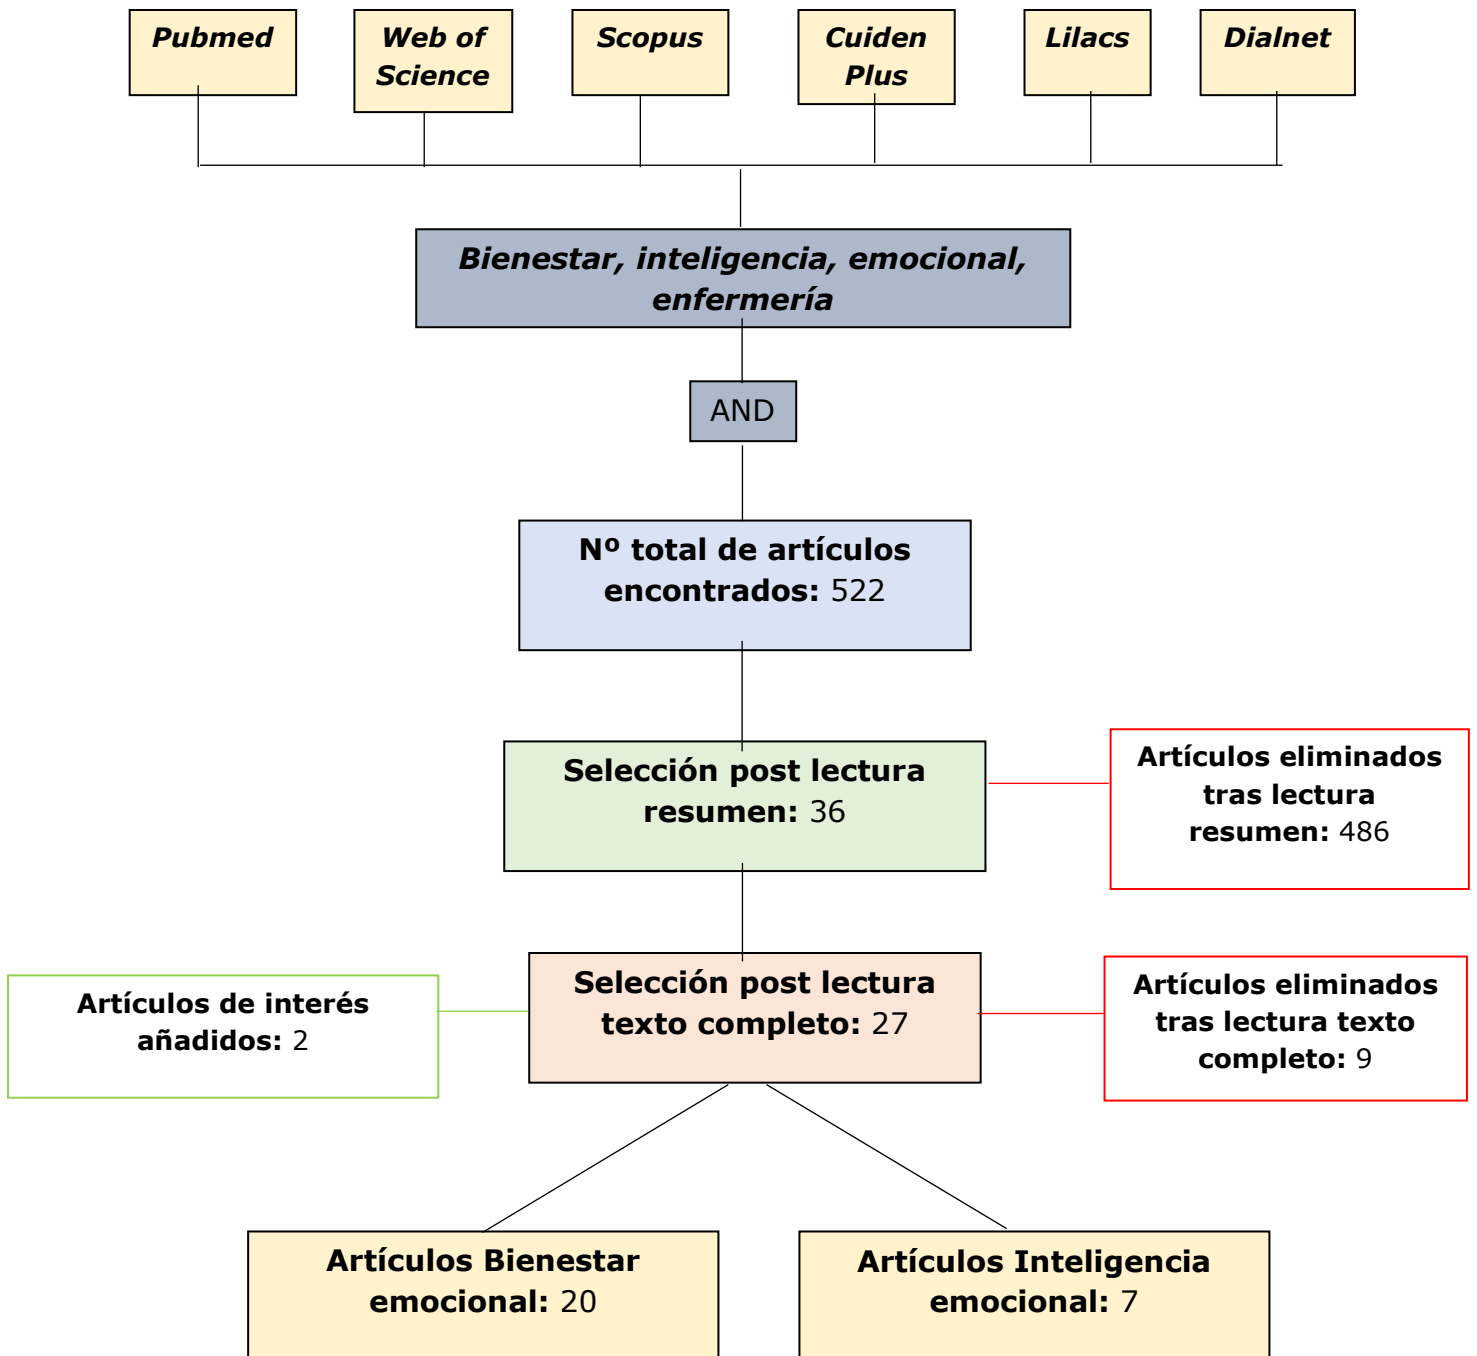 Pubmed
Web of
Science
Scopus
Cuiden
Plus
Lilacs
Dialnet
Bienestar, inteligencia, emocional,
enfermería
AND
Nº total de artículos
encontrados: 522
Selección post lectura
resumen: 36
Artículos eliminados
tras lectura
resumen: 486
Selección post lectura
texto completo: 27
Artículos de interés
añadidos: 2
Artículos eliminados
tras lectura texto
completo: 9
Artículos Bienestar
emocional: 20
Artículos Inteligencia
emocional: 7